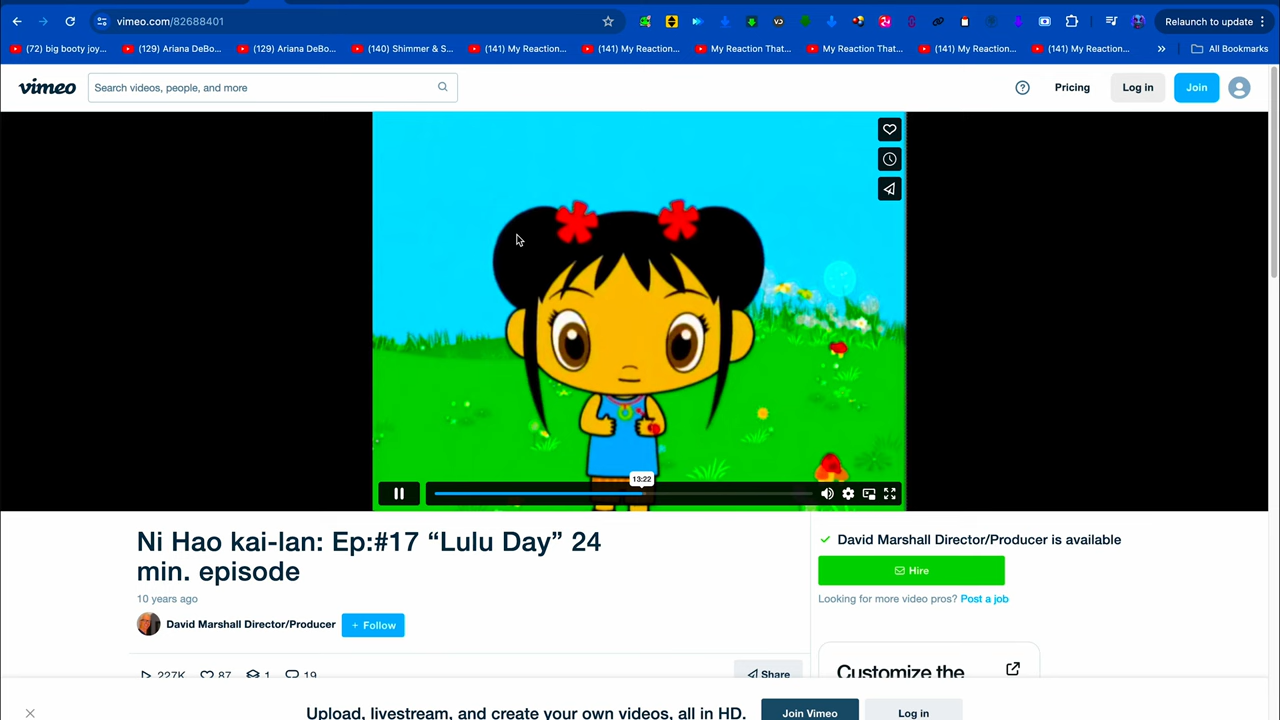 vimeo.com/82688401
Relaunch to update
(72) big booty joy...
(129) Ariana DeBo...
(129) Ariana DeBo...
(140) Shimmer & S...
(141) My Reaction...
(141) My Reaction...
My Reaction That...
My Reaction That...
(141) My Reaction...
(141) My Reaction...
»
All Bookmarks
vimeo
Search videos, people, and more
Pricing
Log in
Join
13:22
Ni Hao kai-lan: Ep:#17 “Lulu Day” 24
min. episode
10 years ago
David Marshall Director/Producer
+ Follow
227K
87
1
19
Share
David Marshall Director/Producer is available
Hire
Looking for more video pros? Post a job
Customize the
Upload, livestream, and create your own videos, all in HD.
Join Vimeo
Log in